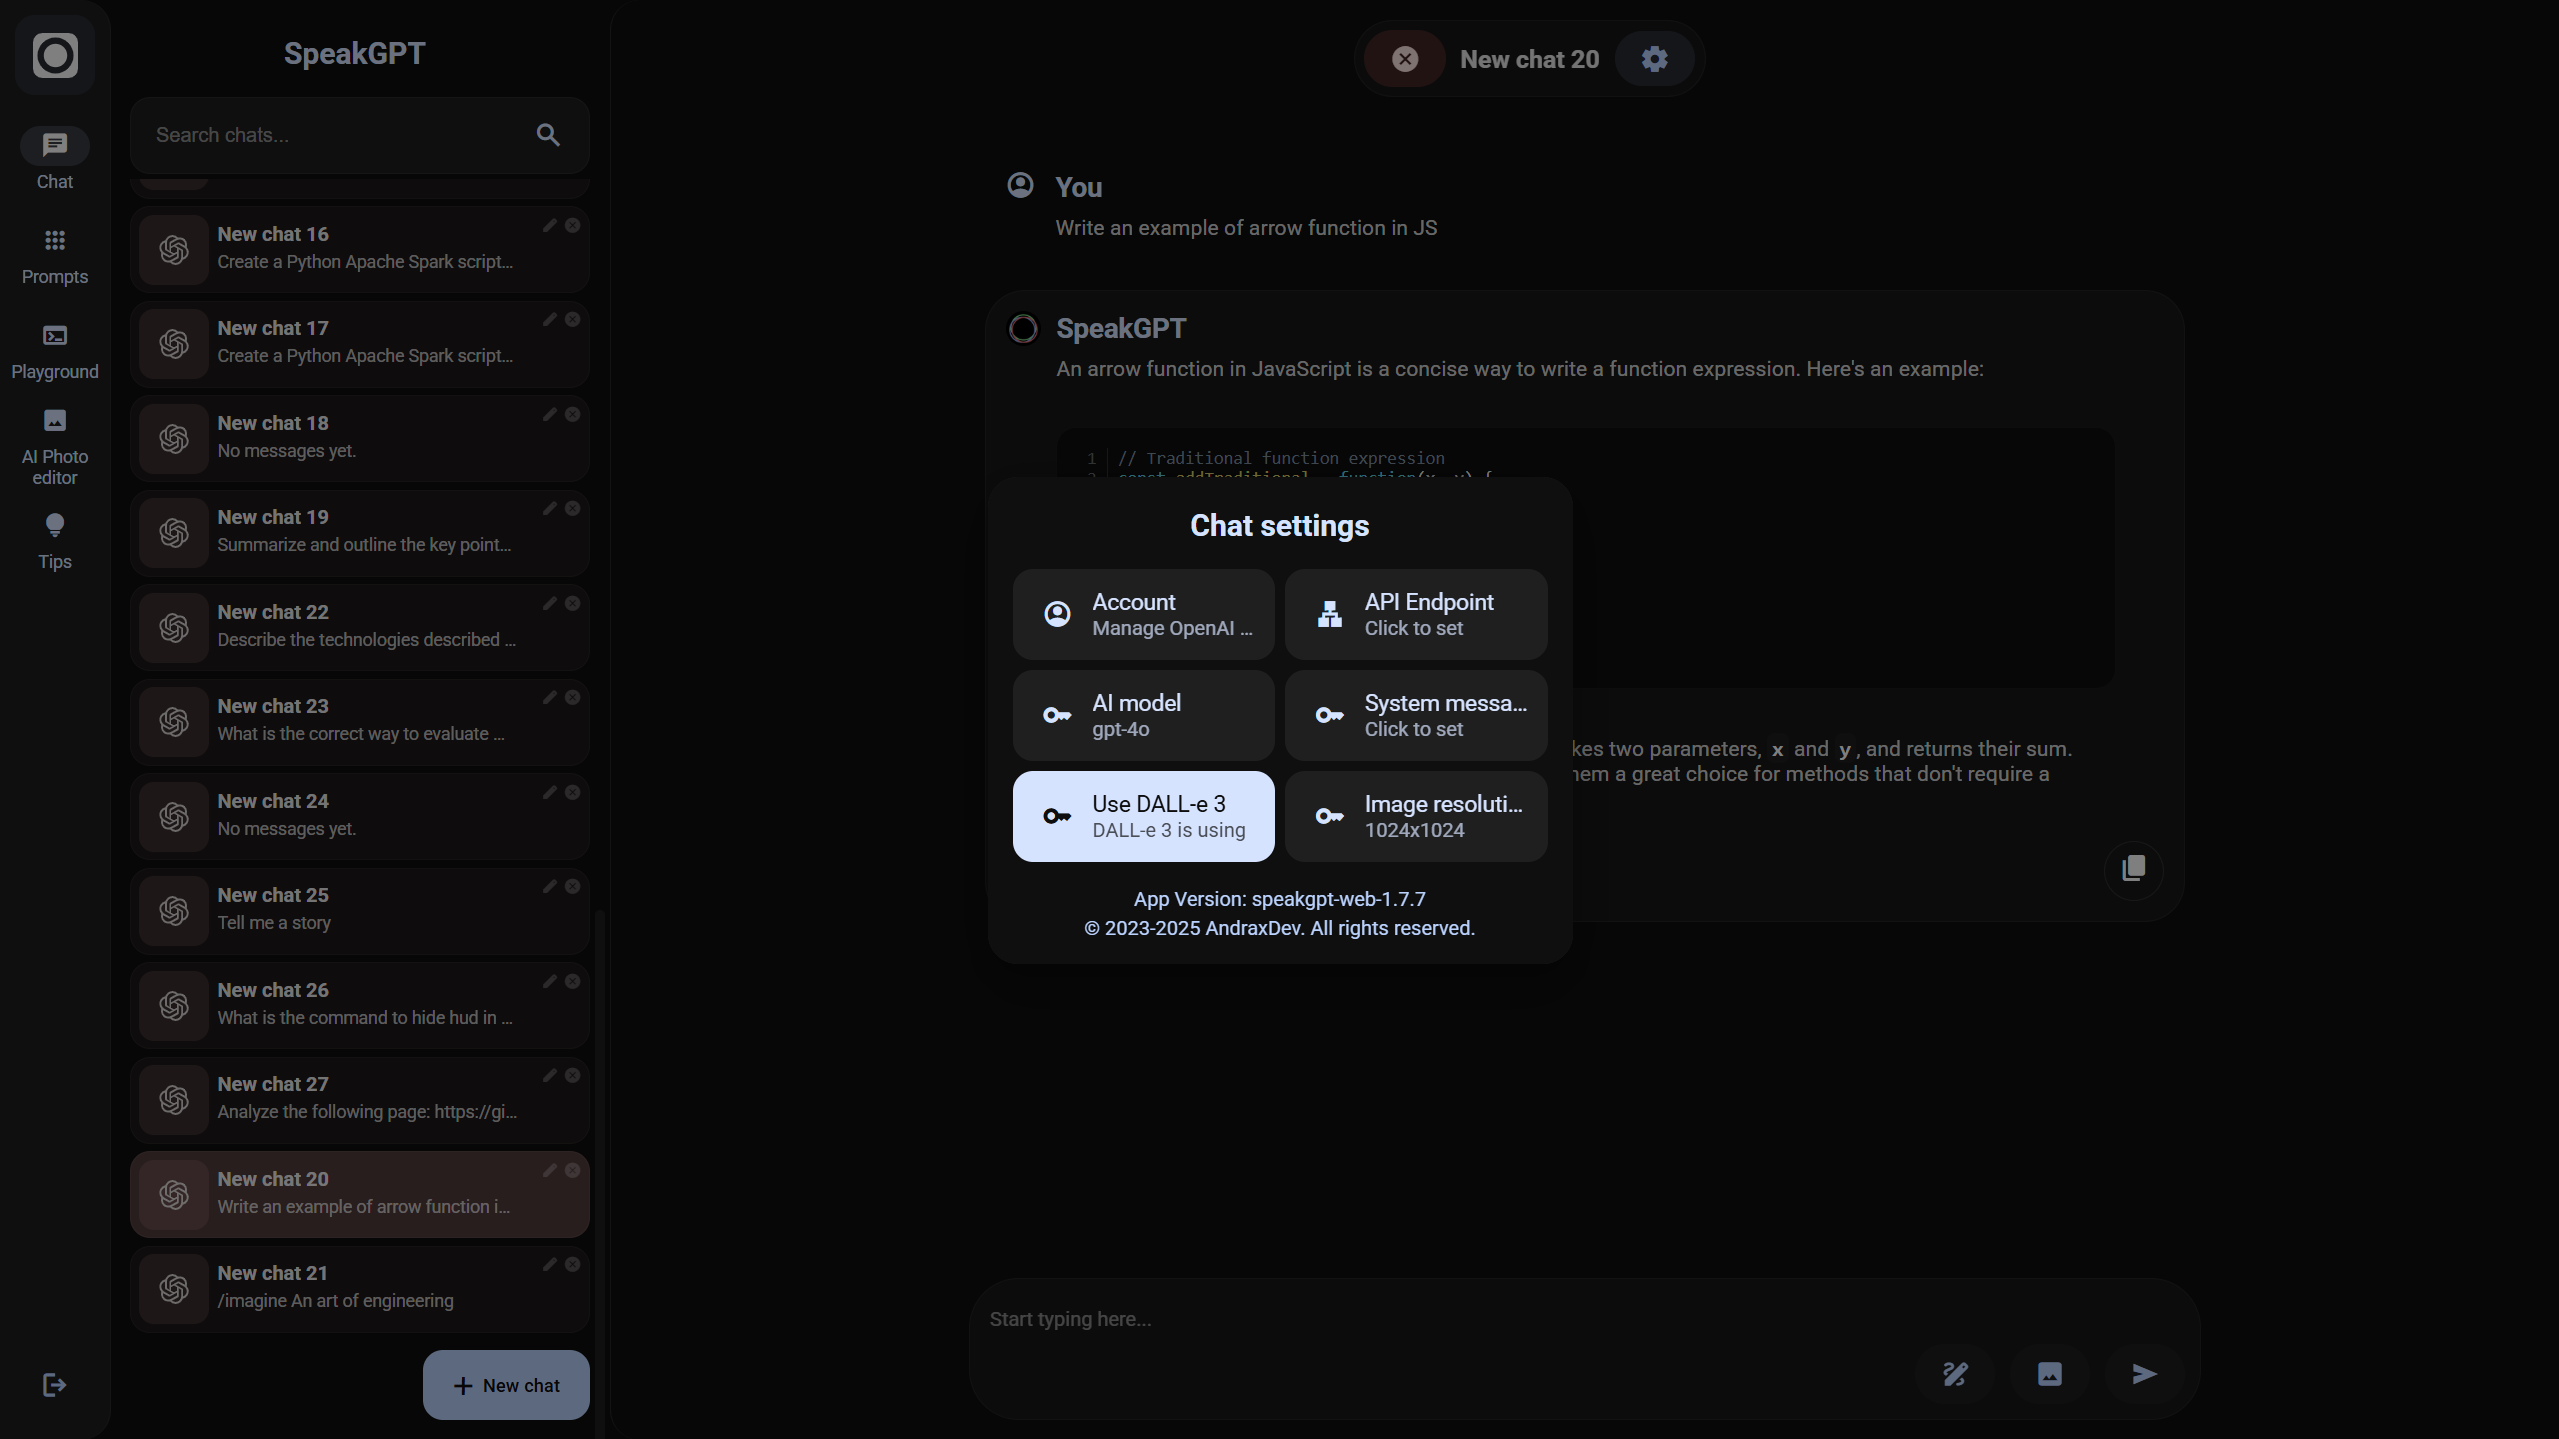 Chat
Prompts
Playground
AI Photo
editor
Tips
SpeakGPT
Search chats...
New chat 16
Create a Python Apache Spark script...
New chat 17
Create a Python Apache Spark script...
New chat 18
No messages yet.
New chat 19
Summarize and outline the key point...
New chat 22
Describe the technologies described ...
New chat 23
What is the correct way to evaluate ...
New chat 24
No messages yet.
New chat 25
Tell me a story
New chat 26
What is the command to hide hud in ...
New chat 27
Analyze the following page: https://gi...
New chat 20
Write an example of arrow function i...
New chat 21
/imagine An art of engineering
New chat
New chat 20
You
Write an example of arrow function in JS
SpeakGPT
An arrow function in JavaScript is a concise way to write a function expression. Here's an example:
1 // Traditional function expression
2 const addTraditional = function(x, y) {
Chat settings
Account
Manage OpenAI ...
API Endpoint
Click to set
AI model
gpt-4o
System messa...
Click to set
Use DALL-e 3
DALL-e 3 is using
Image resoluti...
1024x1024
App Version: speakgpt-web-1.7.7
© 2023-2025 AndraxDev. All rights reserved.
kes two parameters, x and y, and returns their sum.
hem a great choice for methods that don't require a
Start typing here...